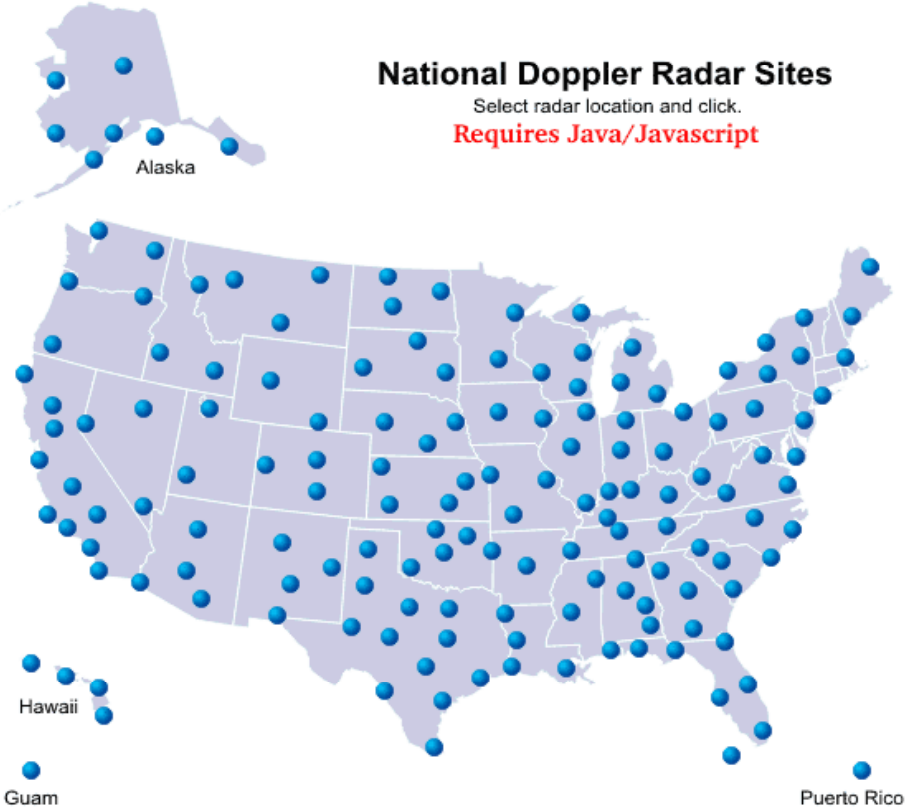 National Doppler Radar Sites
Select radar location and click.
Requires Java/Javascript
Alaska
Hawaii
Guam
Puerto Rico